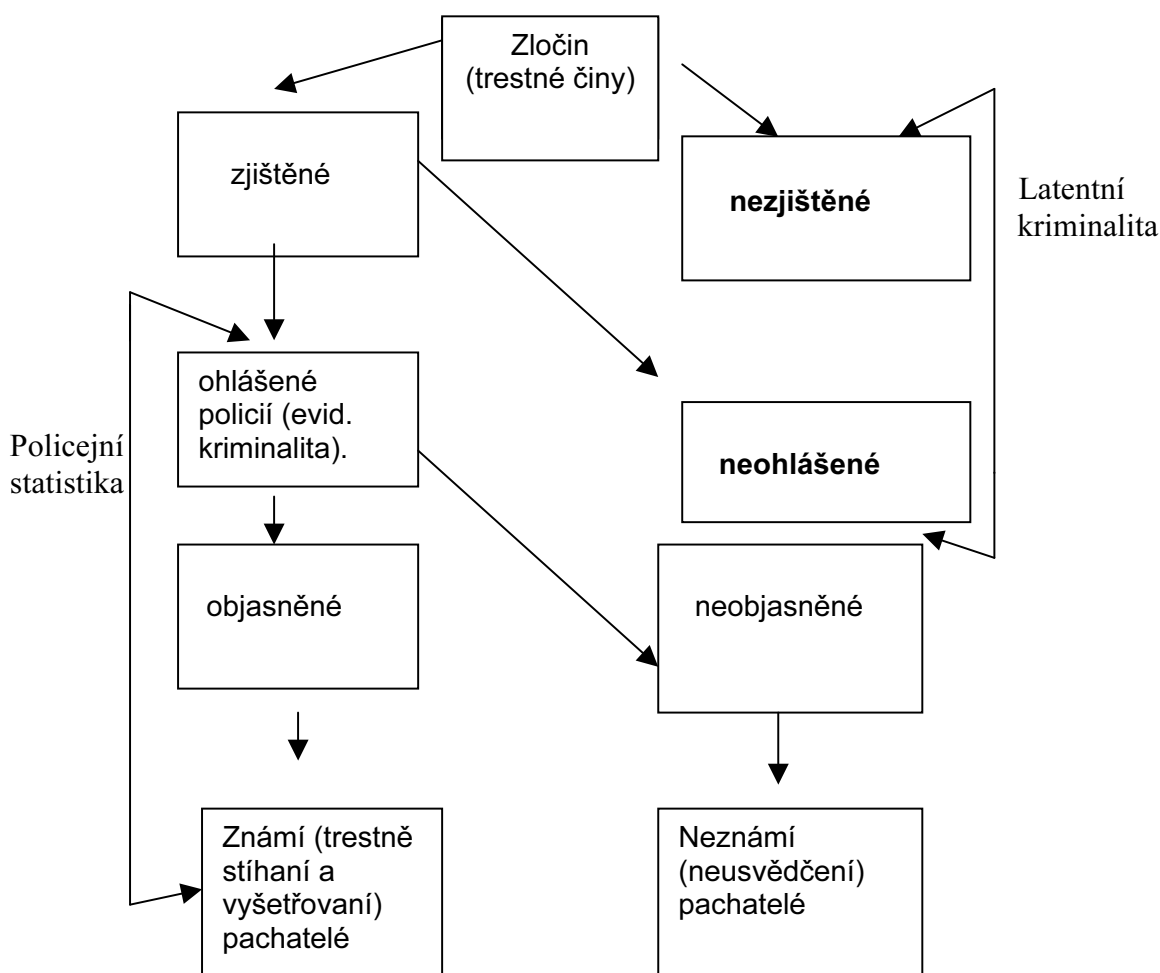 Zločin
(trestné činy)
zjištěné
nezjištěné
Latentní
kriminalita
ohlášené
policií (evid.
kriminalita).
Policejní
statistika
neohlášené
objasněné
neobjasněné
Známí (trestně
stíhaní a
vyšetřovaní)
pachatelé
Neznámí
(neusvědčení)
pachatelé